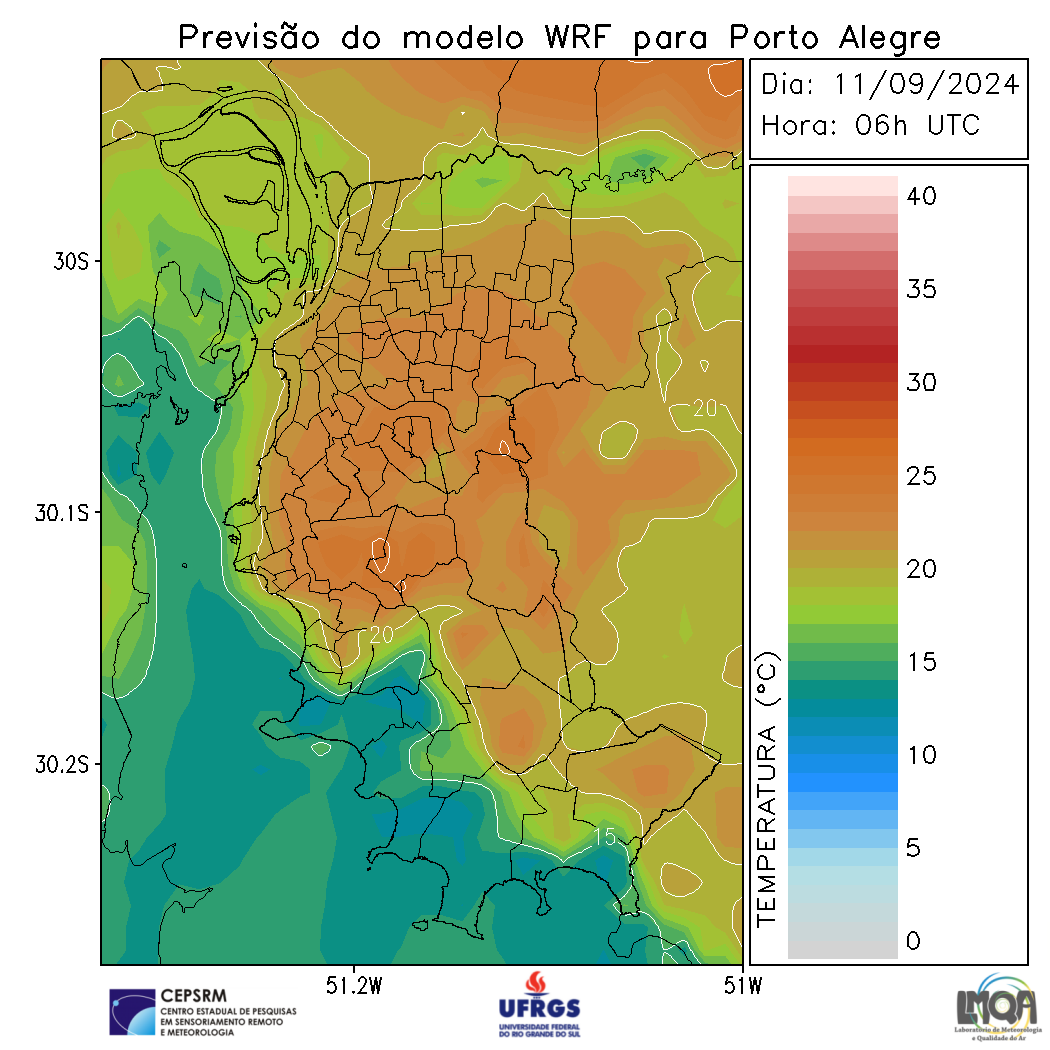 Previsão do modelo WRF para Porto Alegre
Dia: 11/09/2024
Hora: 06h UTC
40
35
30
25
20
15
10
5
0
TEMPERATURA (°C)
30S
30.1S
30.2S
51.2W
51W
20
20
15
CEPSRM
CENTRO ESTADUAL DE PESQUISAS
EM SENSORIAMENTO REMOTO
E METEOROLOGIA
UFRGS
UNIVERSIDADE FEDERAL
DO RIO GRANDE DO SUL
LMQA
Laboratório de Meteorologia
e Qualidade do Ar